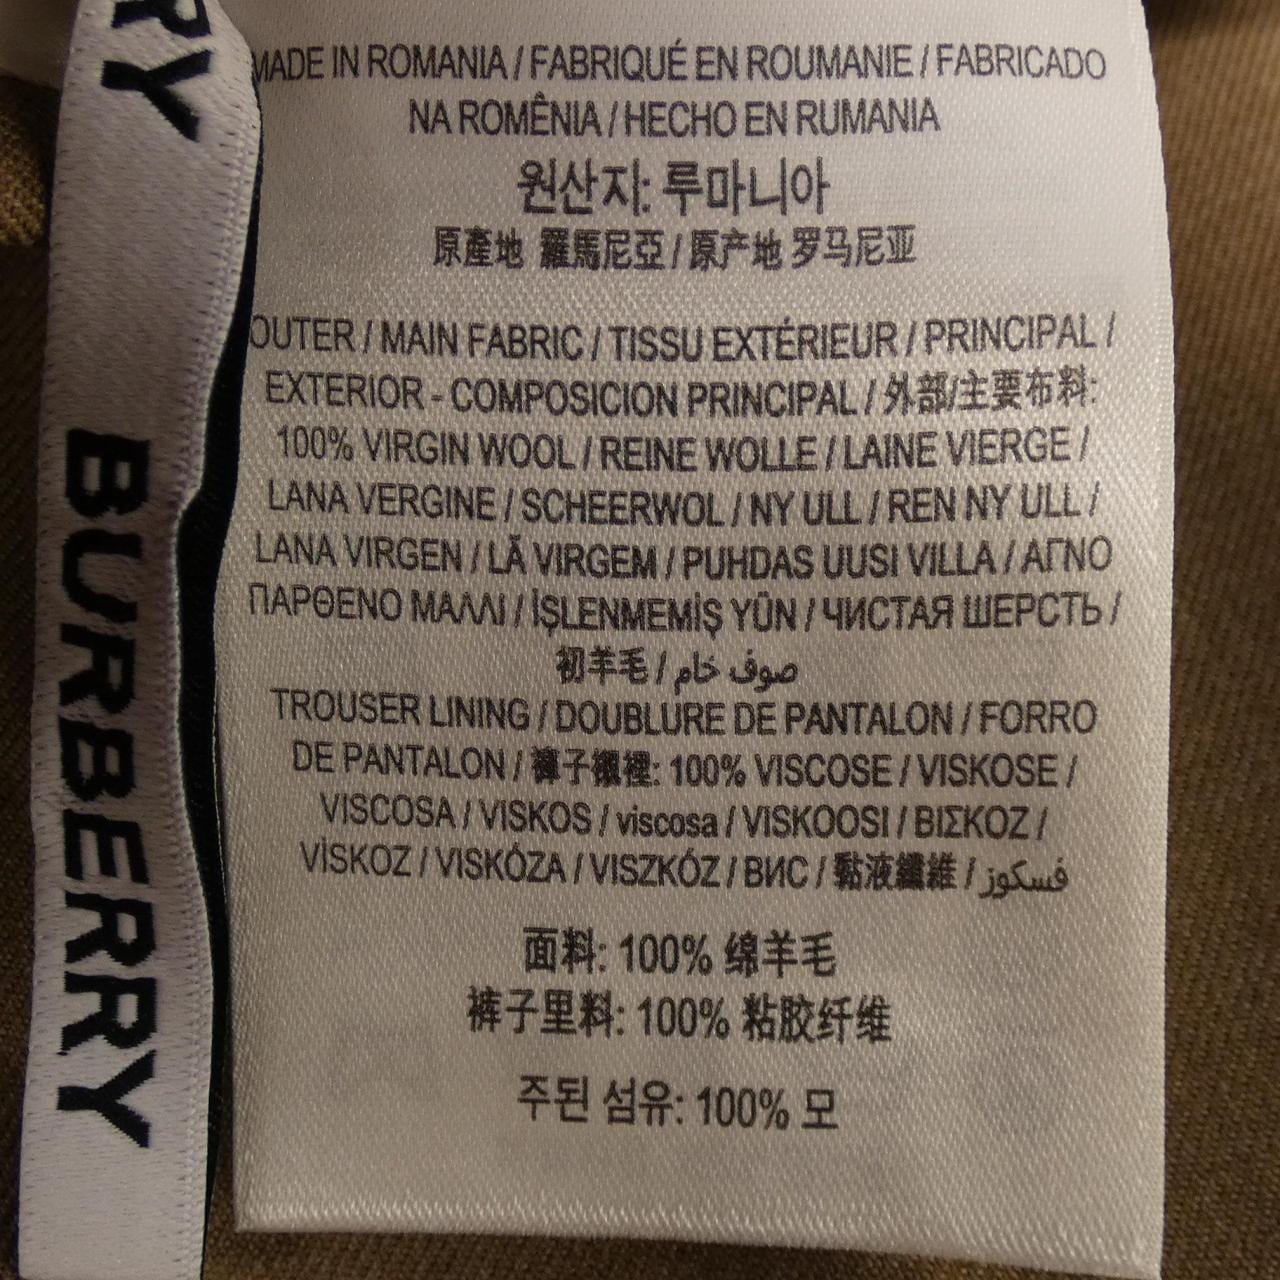 RY
BURBERRY
MADE IN ROMANIA / FABRIQUÉ EN ROUMANIE / FABRICADO
NA ROMÊNIA / HECHO EN RUMANIA
원산지: 루마니아
原產地 羅馬尼亞 / 原产地 罗马尼亚
OUTER / MAIN FABRIC / TISSU EXTÉRIEUR / PRINCIPAL /
EXTERIOR - COMPOSICION PRINCIPAL / 外部/主要布料:
100% VIRGIN WOOL / REINE WOLLE / LAINE VIERGE /
LANA VERGINE / SCHEERWOL / NY ULL / REN NY ULL /
LANA VIRGEN / LÃ VIRGEM / PUHDAS UUSI VILLA / ΑΓΝΟ
ΠΑΡΘΕΝΟ ΜΑΛΛΙ / İŞLENMEMİŞ YÜN / ЧИСТАЯ ШЕРСТЬ /
初羊毛 / صوف خام
TROUSER LINING / DOUBLURE DE PANTALON / FORRO
DE PANTALON / 褲子襯裡: 100% VISCOSE / VISKOSE /
VISCOSA / VISKOS / viscosa / VISKOOSI / ΒΙΣΚΟΖ /
VİSKOZ / VISKÓZA / VISZKÓZ / ВИС / 黏液纖維 / فسكوز
面料: 100% 绵羊毛
裤子里料: 100% 粘胶纤维
주된 섬유: 100% 모